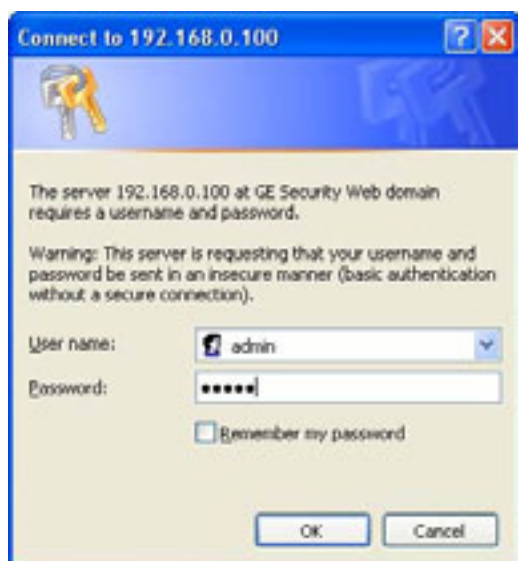 Connect to 192.168.0.100
The server 192.168.0.100 at GE Security Web domain
requires a username and password.
Warning: This server is requesting that your username and
password be sent in an insecure manner (basic authentication
without a secure connection).
User name:
admin
Password:
•••••
Remember my password
OK
Cancel